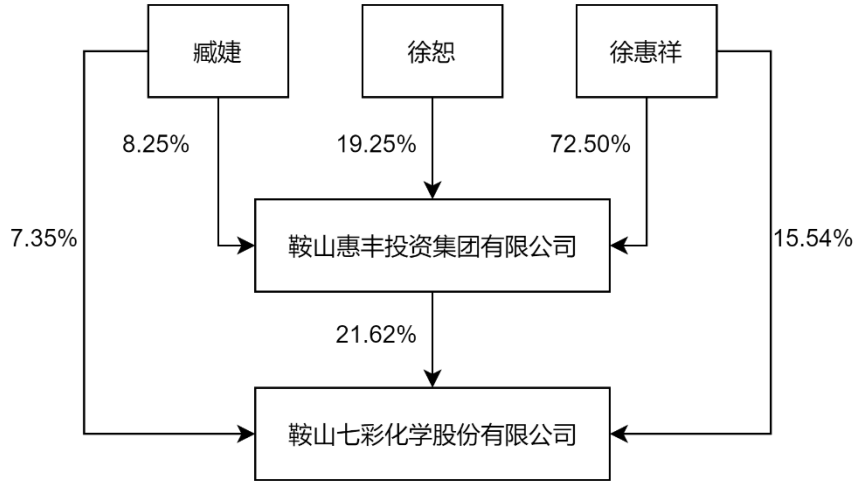 臧婕
徐恕
徐惠祥
8.25%
19.25%
72.50%
7.35%
鞍山惠丰投资集团有限公司
15.54%
21.62%
鞍山七彩化学股份有限公司